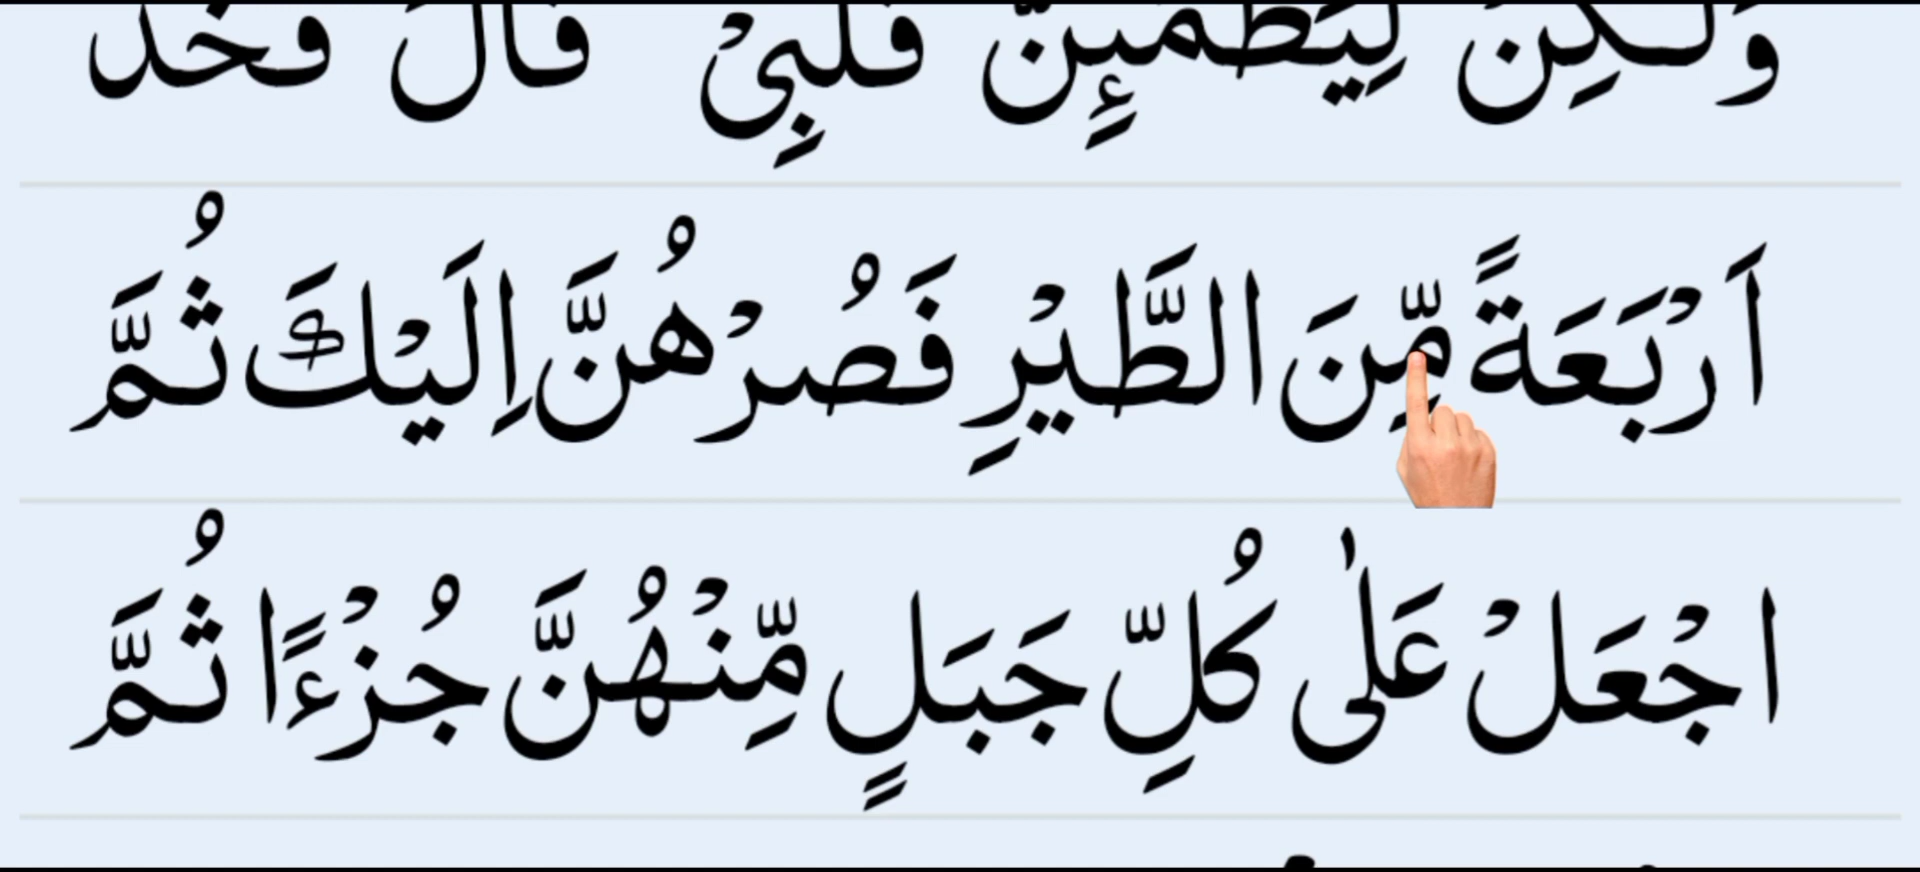 وَلٰكِنْ لِّيَطْمَئِنَّ قَلْبِيْ قَالَ فَخُذْ
اَرْبَعَةً مِّنَ الطَّيْرِ فَصُرْهُنَّ اِلَيْكَ ثُمَّ
اجْعَلْ عَلٰى كُلِّ جَبَلٍ مِّنْهُنَّ جُزْءًا ثُمَّ